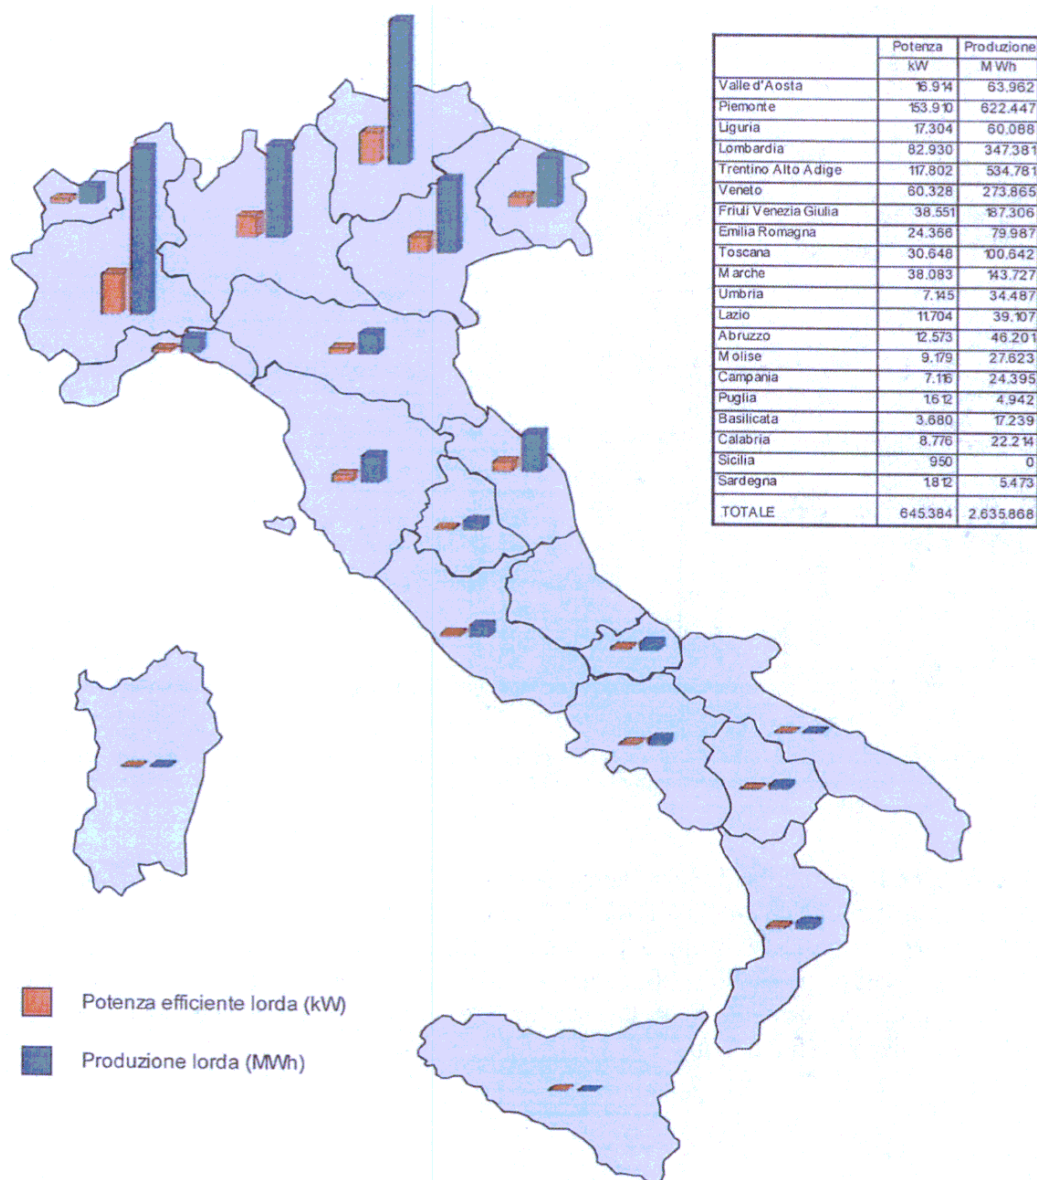 Potenza Produzione
kW MWh
Valle d'Aosta 16.914 63.962
Piemonte 153.910 622.447
Liguria 17.304 60.088
Lombardia 82.930 347.381
Trentino Alto Adige 117.802 534.781
Veneto 60.328 273.865
Friuli Venezia Giulia 38.551 187.306
Emilia Romagna 24.366 79.987
Toscana 30.648 100.642
Marche 38.083 143.727
Umbria 7.145 34.487
Lazio 11.704 39.107
Abruzzo 12.573 46.201
Molise 9.179 27.623
Campania 7.116 24.395
Puglia 1.612 4.942
Basilicata 3.680 17.239
Calabria 8.776 22.214
Sicilia 950 0
Sardegna 1.812 5.473
TOTALE 645.384 2.635.868
Potenza efficiente lorda (kW)
Produzione lorda (MWh)